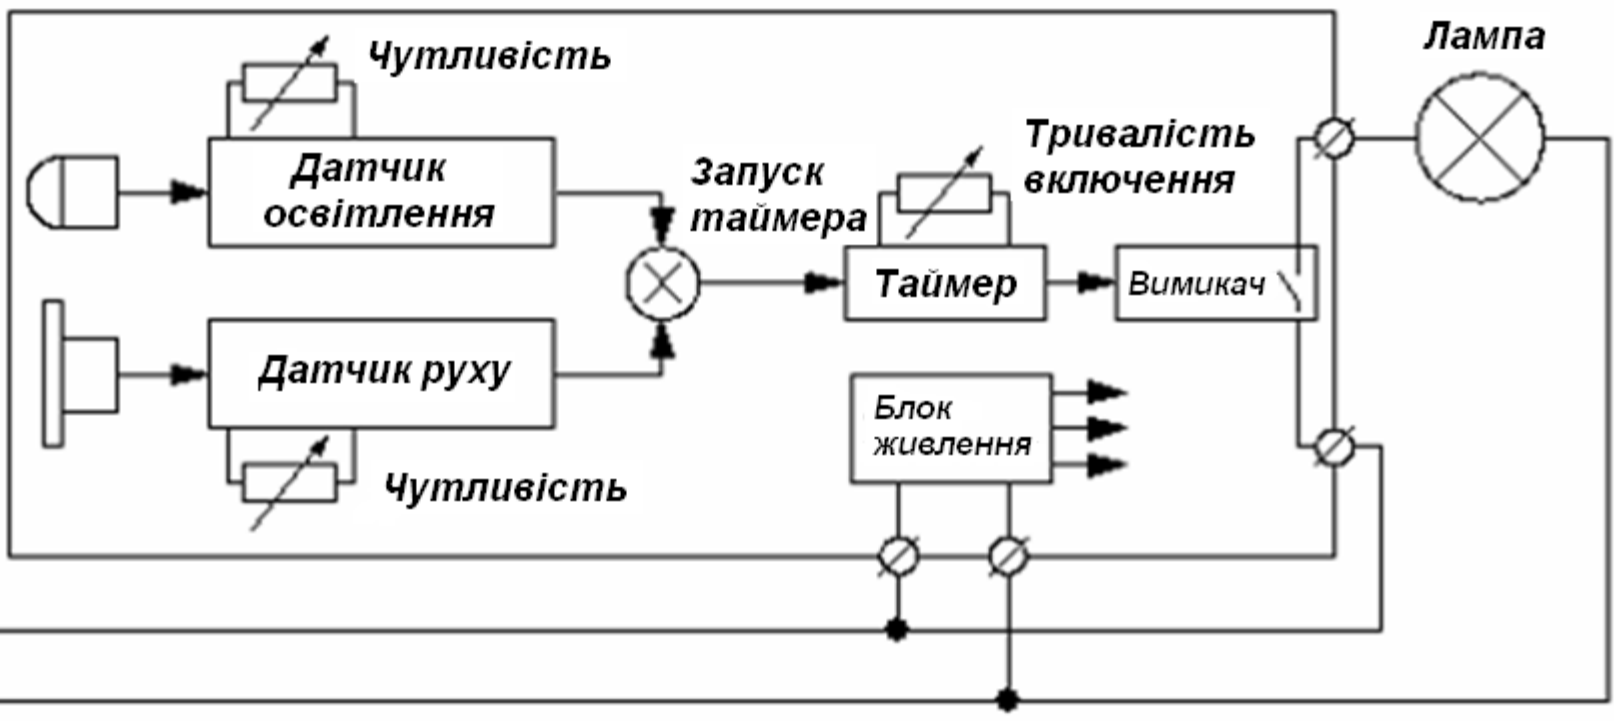 Лампа
Чутливість
Тривалість
включення
Датчик
освітлення
Запуск
таймера
Таймер
Вимикач
Датчик руху
Блок
живлення
Чутливість